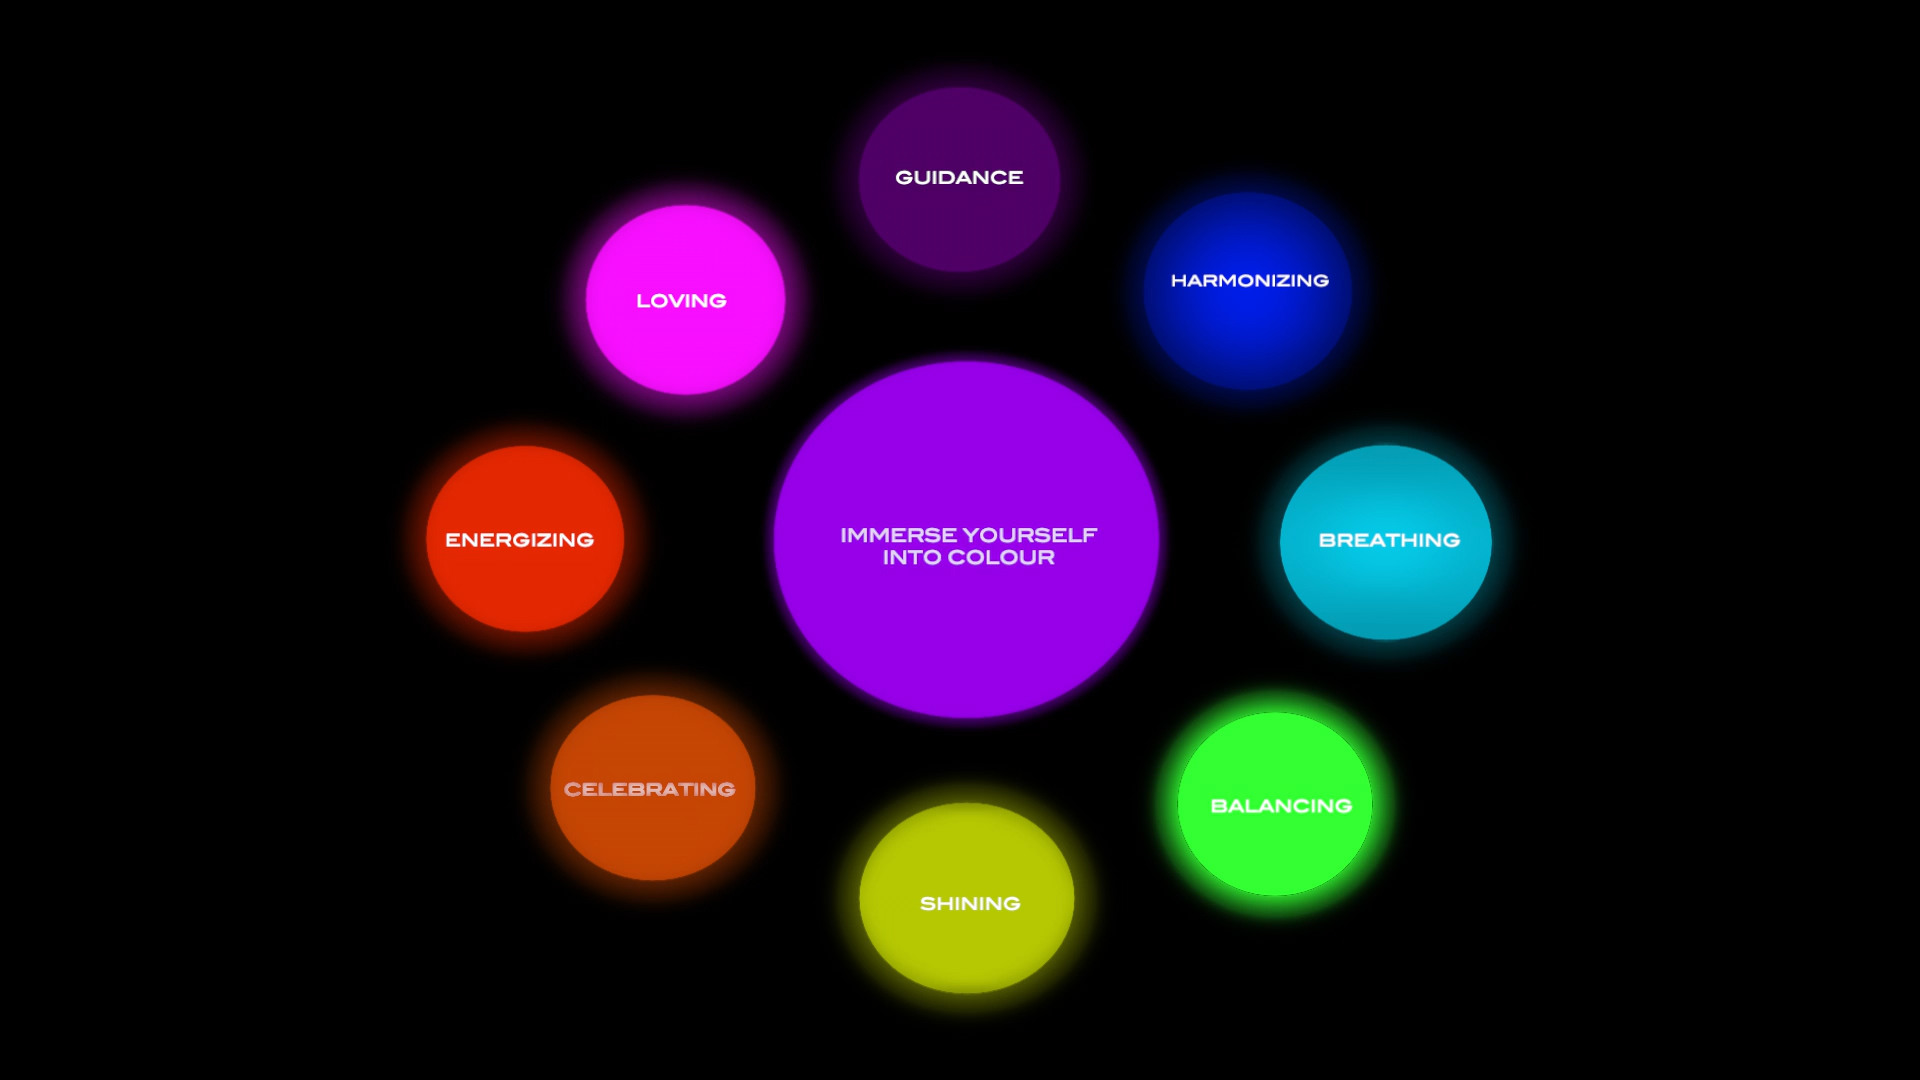 GUIDANCE
HARMONIZING
LOVING
IMMERSE YOURSELF
INTO COLOUR
ENERGIZING
BREATHING
CELEBRATING
BALANCING
SHINING